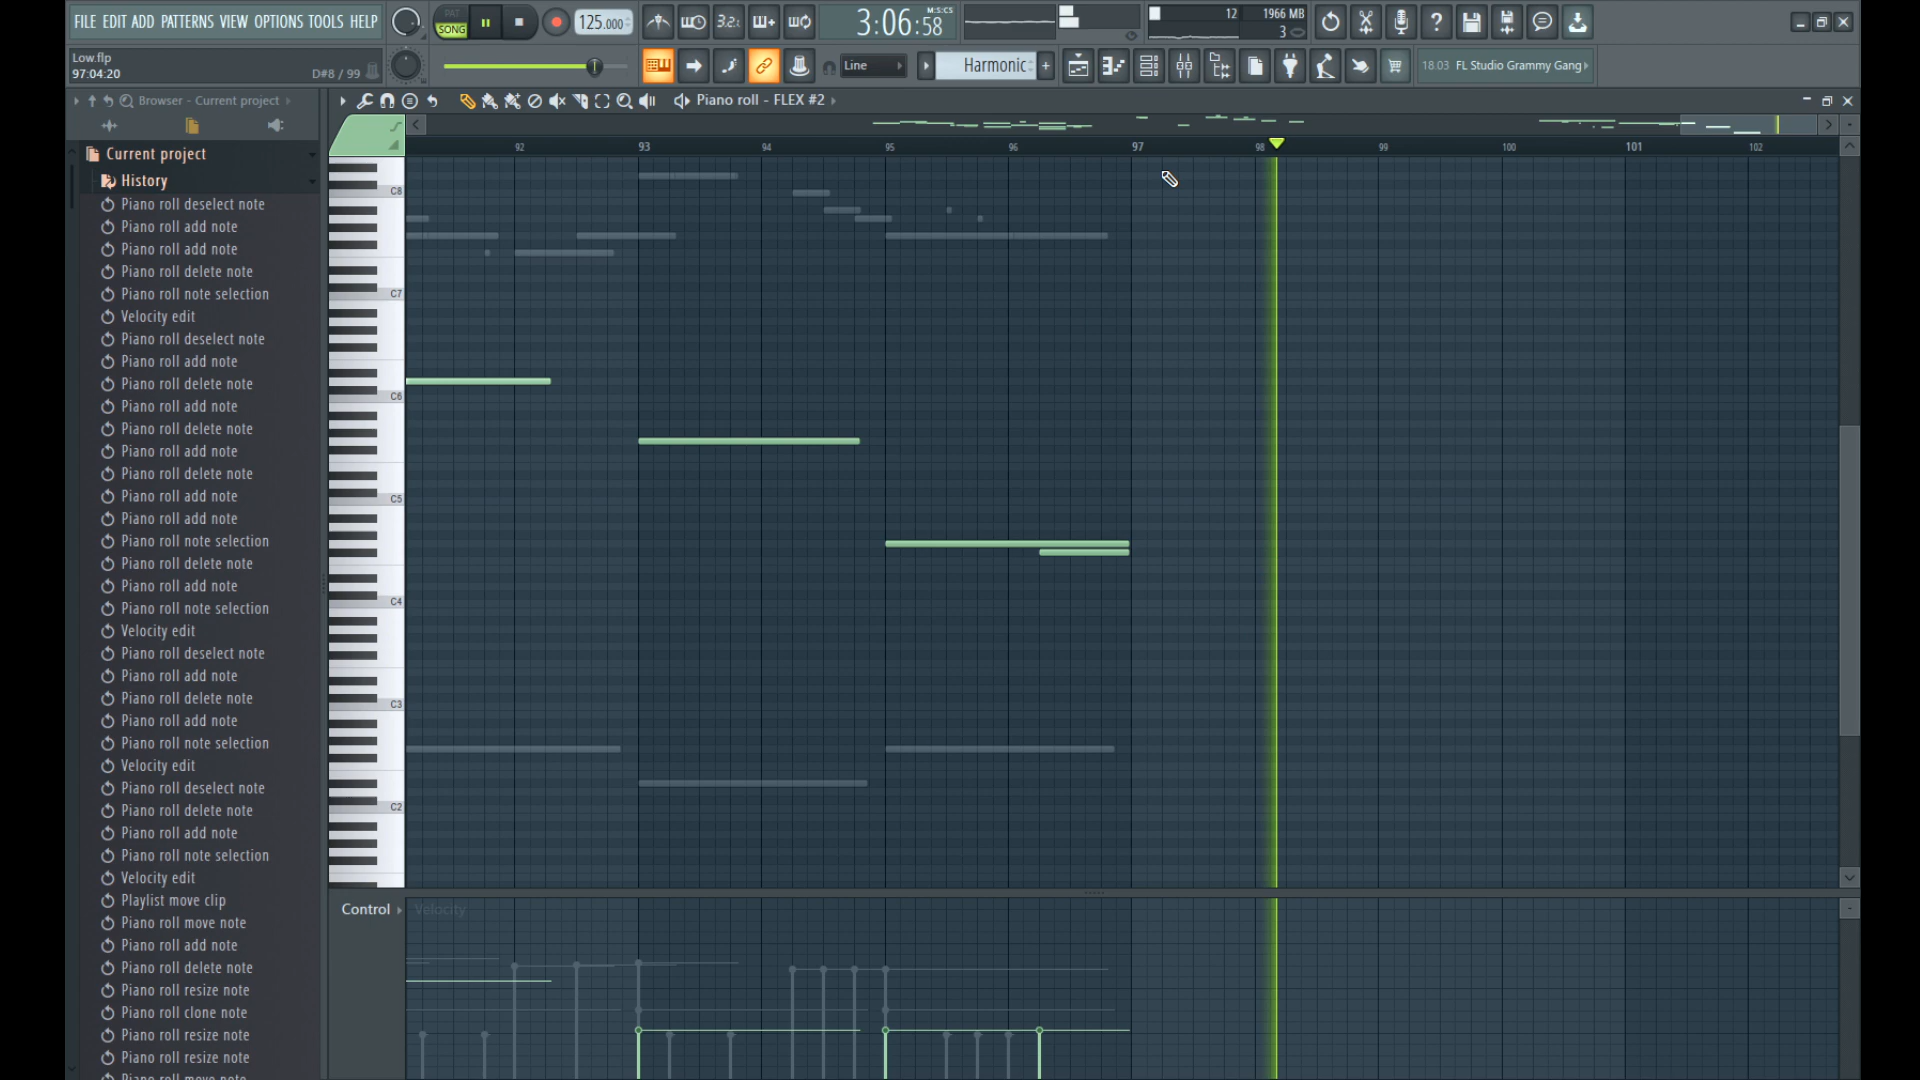 FILE EDIT ADD PATTERNS VIEW OPTIONS TOOLS HELP
PAT
SONG
125.000
3:06:58
M:S:CS
12
1966 MB
3
Low.flp
97:04:20
D#8 / 99
Line
Harmonic
18.03 FL Studio Grammy Gang
Browser - Current project
Piano roll - FLEX #2
Current project
History
Piano roll deselect note
Piano roll add note
Piano roll add note
Piano roll delete note
Piano roll note selection
Velocity edit
Piano roll deselect note
Piano roll add note
Piano roll delete note
Piano roll add note
Piano roll delete note
Piano roll add note
Piano roll delete note
Piano roll add note
Piano roll add note
Piano roll note selection
Piano roll delete note
Piano roll add note
Piano roll note selection
Velocity edit
Piano roll deselect note
Piano roll add note
Piano roll delete note
Piano roll add note
Piano roll note selection
Velocity edit
Piano roll deselect note
Piano roll delete note
Piano roll add note
Piano roll note selection
Velocity edit
Playlist move clip
Piano roll move note
Piano roll add note
Piano roll delete note
Piano roll resize note
Piano roll clone note
Piano roll resize note
Piano roll resize note
Piano roll move note
92 93 94 95 96 97 98 99 100 101 102
C8
C7
C6
C5
C4
C3
C2
Control
Velocity